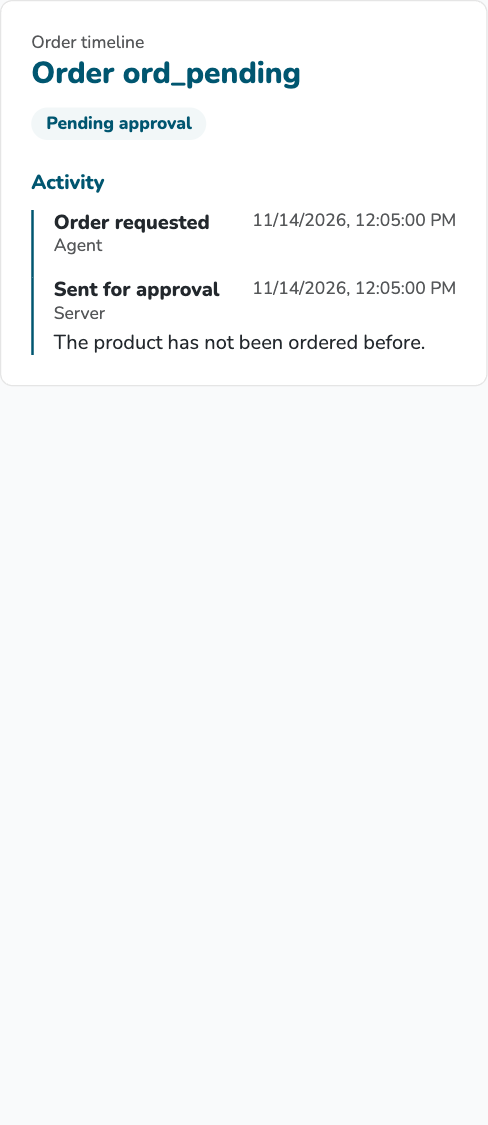 Order timeline
Order ord_pending
Pending approval
Activity
Order requested 11/14/2026, 12:05:00 PM
Agent
Sent for approval 11/14/2026, 12:05:00 PM
Server
The product has not been ordered before.